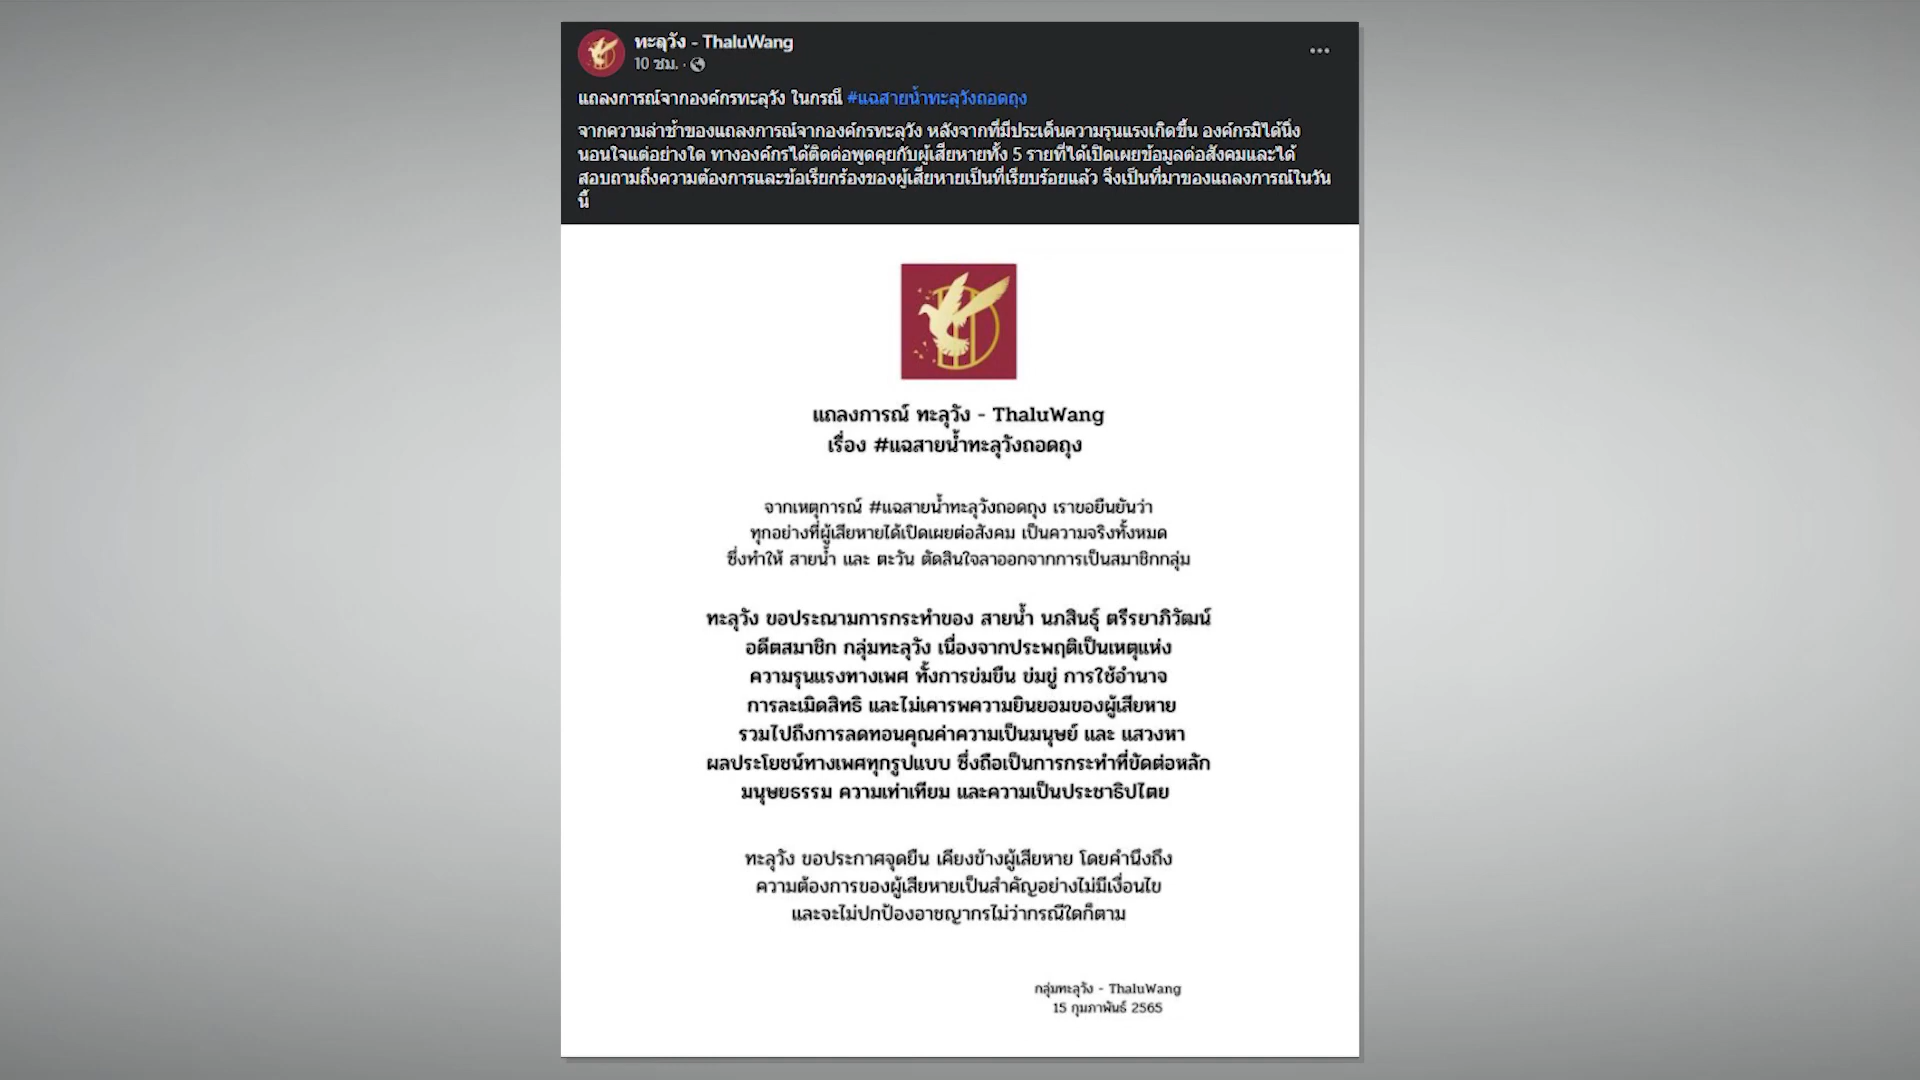 ทะลุวัง - ThaluWang
10 ชม.
แถลงการณ์จากองค์กรทะลุวัง ในกรณี #แฉสายน้ำทะลุวังถอดถุง
จากความล่าช้าของแถลงการณ์จากองค์กรทะลุวัง หลังจากที่มีประเด็นความรุนแรงเกิดขึ้น องค์กรมิได้นิ่ง
นอนใจแต่อย่างใด ทางองค์กรได้ติดต่อพูดคุยกับผู้เสียหายทั้ง 5 รายที่ได้เปิดเผยข้อมูลต่อสังคมและได้
สอบถามถึงความต้องการและข้อเรียกร้องของผู้เสียหายเป็นที่เรียบร้อยแล้ว จึงเป็นที่มาของแถลงการณ์ในวัน
นี้
แถลงการณ์ ทะลุวัง - ThaluWang
เรื่อง #แฉสายน้ำทะลุวังถอดถุง
จากเหตุการณ์ #แฉสายน้ำทะลุวังถอดถุง เราขอยืนยันว่า
ทุกอย่างที่ผู้เสียหายได้เปิดเผยต่อสังคม เป็นความจริงทั้งหมด
ซึ่งทำให้ สายน้ำ และ ตะวัน ตัดสินใจลาออกจากการเป็นสมาชิกกลุ่ม
ทะลุวัง ขอประณามการกระทำของ สายน้ำ นภสินธุ์ ตรีรยาภิวัฒน์
อดีตสมาชิก กลุ่มทะลุวัง เนื่องจากประพฤติเป็นเหตุแห่ง
ความรุนแรงทางเพศ ทั้งการข่มขืน ข่มขู่ การใช้อำนาจ
การละเมิดสิทธิ และไม่เคารพความยินยอมของผู้เสียหาย
รวมไปถึงการลดทอนคุณค่าความเป็นมนุษย์ และ แสวงหา
ผลประโยชน์ทางเพศทุกรูปแบบ ซึ่งถือเป็นการกระทำที่ขัดต่อหลัก
มนุษยธรรม ความเท่าเทียม และความเป็นประชาธิปไตย
ทะลุวัง ขอประกาศจุดยืน เคียงข้างผู้เสียหาย โดยคำนึงถึง
ความต้องการของผู้เสียหายเป็นสำคัญอย่างไม่มีเงื่อนไข
และจะไม่ปกป้องอาชญากรไม่ว่ากรณีใดก็ตาม
กลุ่มทะลุวัง - ThaluWang
15 กุมภาพันธ์ 2565